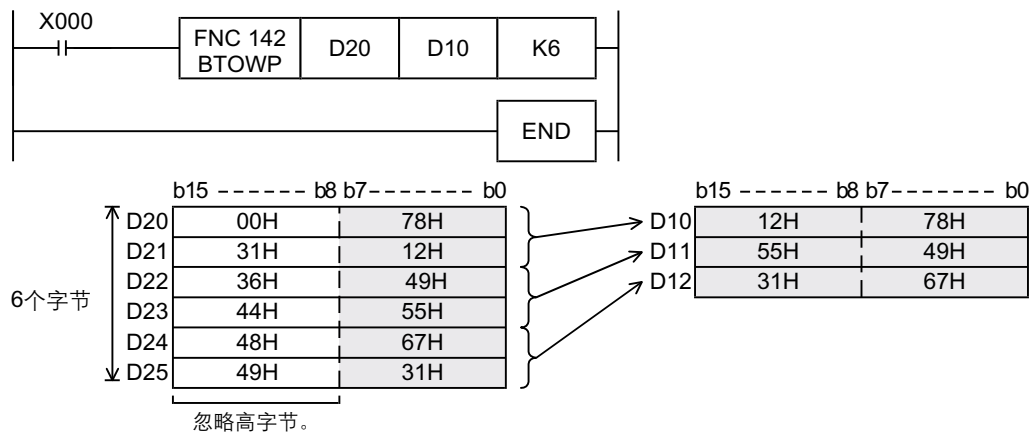 X000
FNC 142 BTOWP D20 D10 K6
END
b15 ------- b8 b7-------- b0
D20 00H 78H
D21 31H 12H
D22 36H 49H
D23 44H 55H
D24 48H 67H
D25 49H 31H
6个字节
忽略高字节。
b15 ------- b8 b7-------- b0
D10 12H 78H
D11 55H 49H
D12 31H 67H